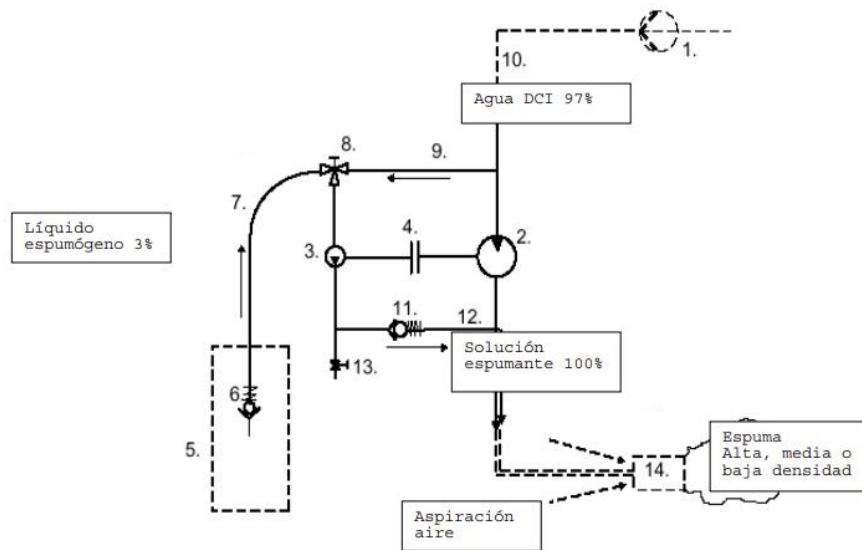 1.
10.
Agua DCI 97%
8.
9.
7.
Líquido
espumógeno 3%
4.
3.
2.
11.
12.
Solución
espumante 100%
13.
6.
5.
Espuma
Alta, media o
baja densidad
14.
Aspiración
aire